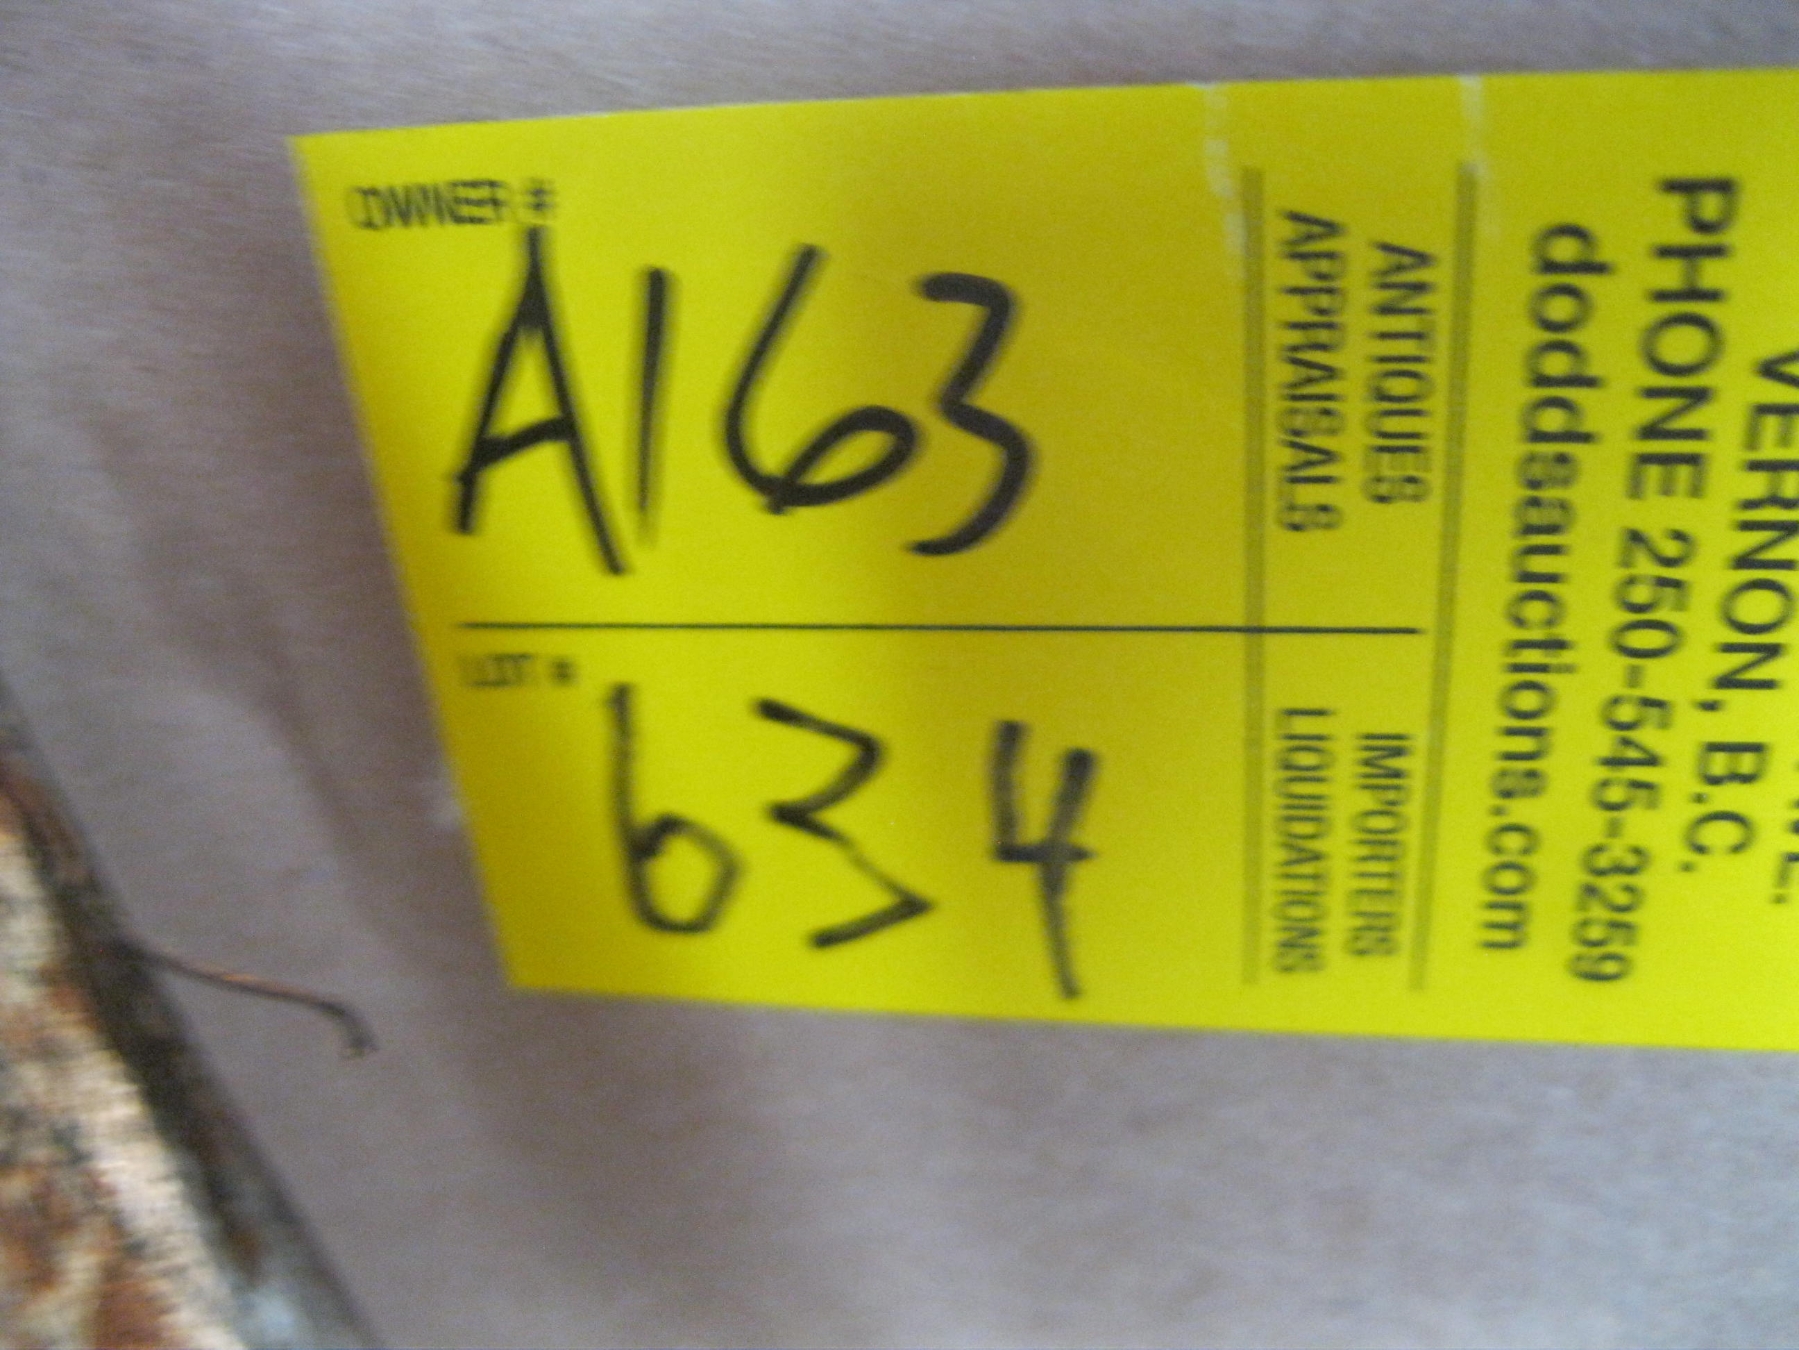 OWNER #
A163
LOT #
634
ANTIQUES
APPRAISALS
IMPORTERS
LIQUIDATIONS
VERNON, B.C.
PHONE 250-545-3259
doddsauctions.com